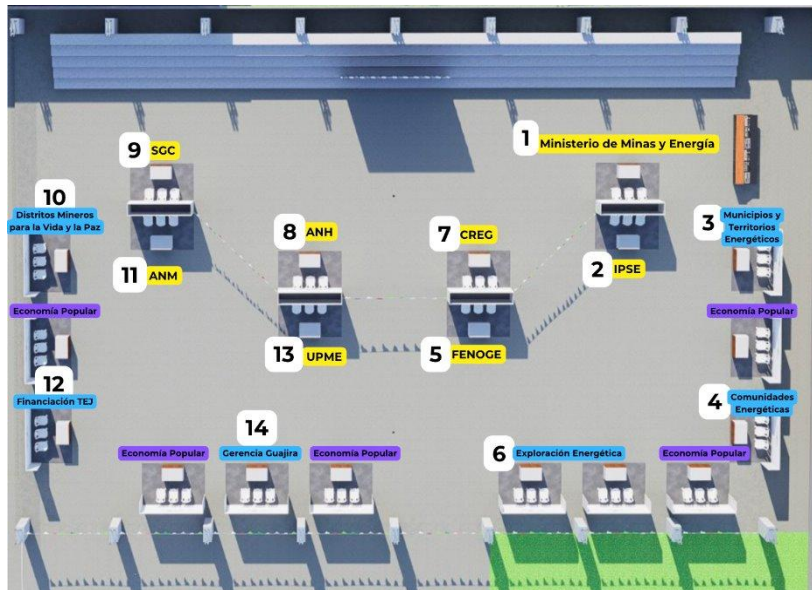 1 Ministerio de Minas y Energía
9 SGC
10
Distritos Mineros
para la Vida y la Paz
3 Municipios y
Territorios
Energéticos
8 ANH
7 CREG
2 IPSE
11 ANM
Economía Popular
Economía Popular
13 UPME
5 FENOGE
12
Financiación TEJ
4 Comunidades
Energéticas
14
Economía Popular
Gerencia Guajira
Economía Popular
6 Exploración Energética
Economía Popular